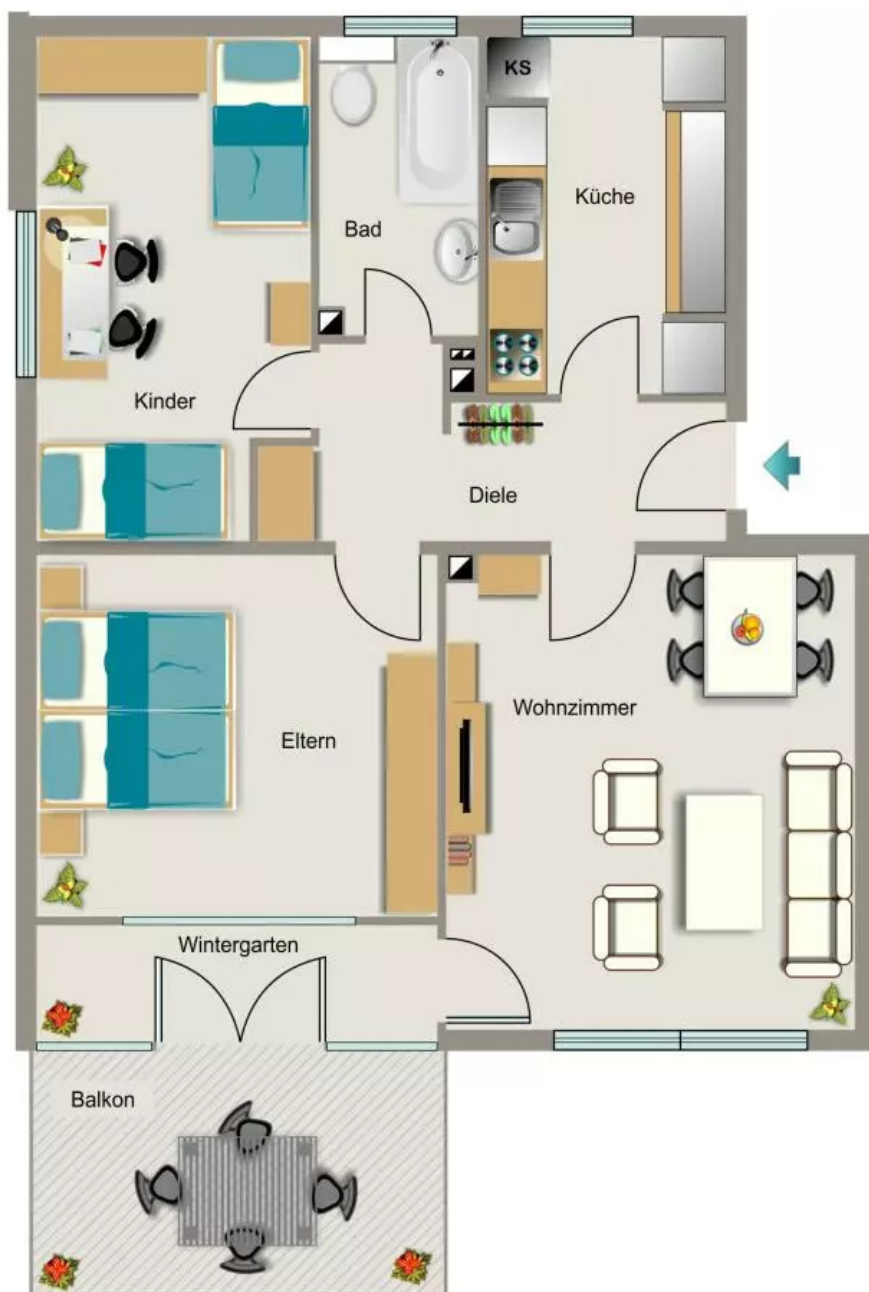 KS
Küche
Bad
Kinder
Diele
Wohnzimmer
Eltern
Wintergarten
Balkon